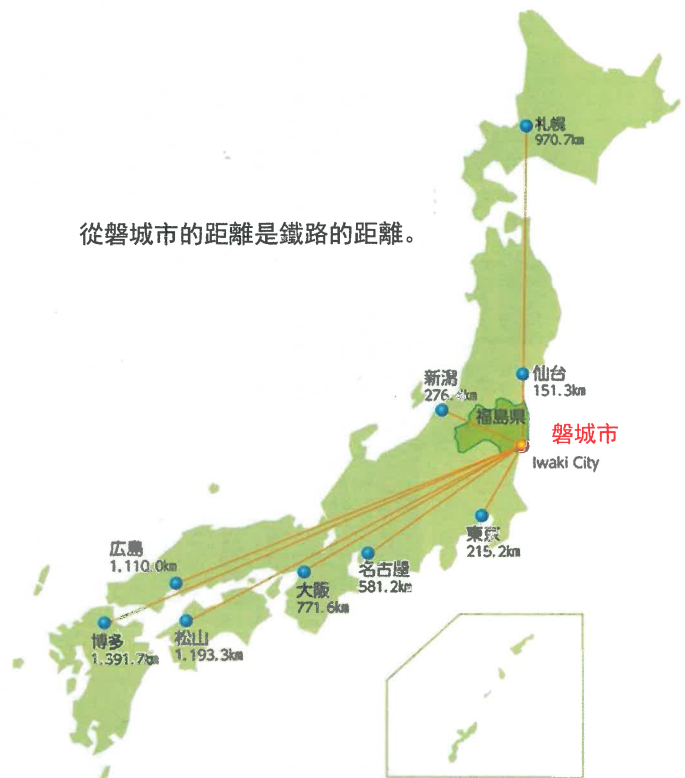 札幌
970.7km
從磐城市的距離是鐵路的距離。
新潟
仙台
151.3km
福島県
磐城市
Iwaki City
東京
215.2km
広島
1,110.0km
名古屋
581.2km
大阪
771.6km
博多
1.391.7km
松山
1.193.3km